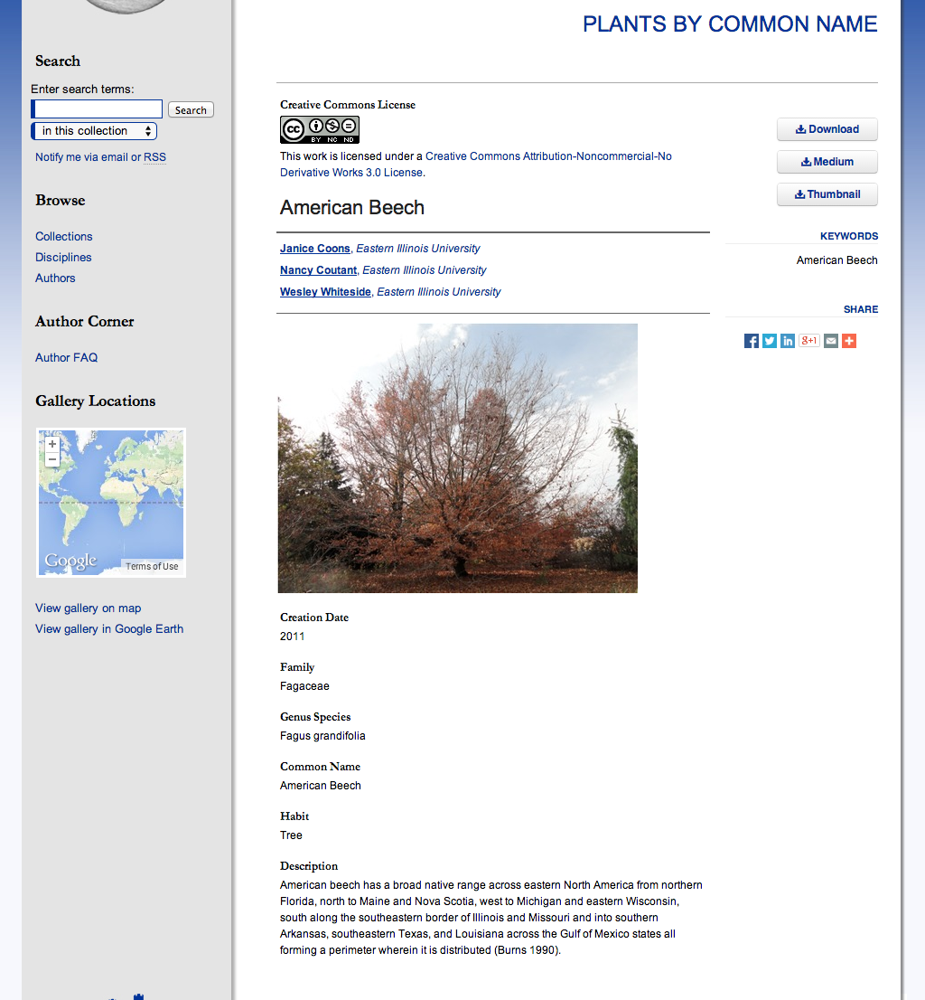 PLANTS BY COMMON NAME
Search
Enter search terms:
Search
in this collection
Notify me via email or RSS
Browse
Collections
Disciplines
Authors
Author Corner
Author FAQ
Gallery Locations
+
−
Google
Terms of Use
View gallery on map
View gallery in Google Earth
Creative Commons License
cc
BY NC ND
This work is licensed under a Creative Commons Attribution-Noncommercial-No
Derivative Works 3.0 License.
American Beech
Janice Coons, Eastern Illinois University
Nancy Coutant, Eastern Illinois University
Wesley Whiteside, Eastern Illinois University
Creation Date
2011
Family
Fagaceae
Genus Species
Fagus grandifolia
Common Name
American Beech
Habit
Tree
Description
American beech has a broad native range across eastern North America from northern
Florida, north to Maine and Nova Scotia, west to Michigan and eastern Wisconsin,
south along the southeastern border of Illinois and Missouri and into southern
Arkansas, southeastern Texas, and Louisiana across the Gulf of Mexico states all
forming a perimeter wherein it is distributed (Burns 1990).
Download
Medium
Thumbnail
KEYWORDS
American Beech
SHARE
f
in
g+1
+